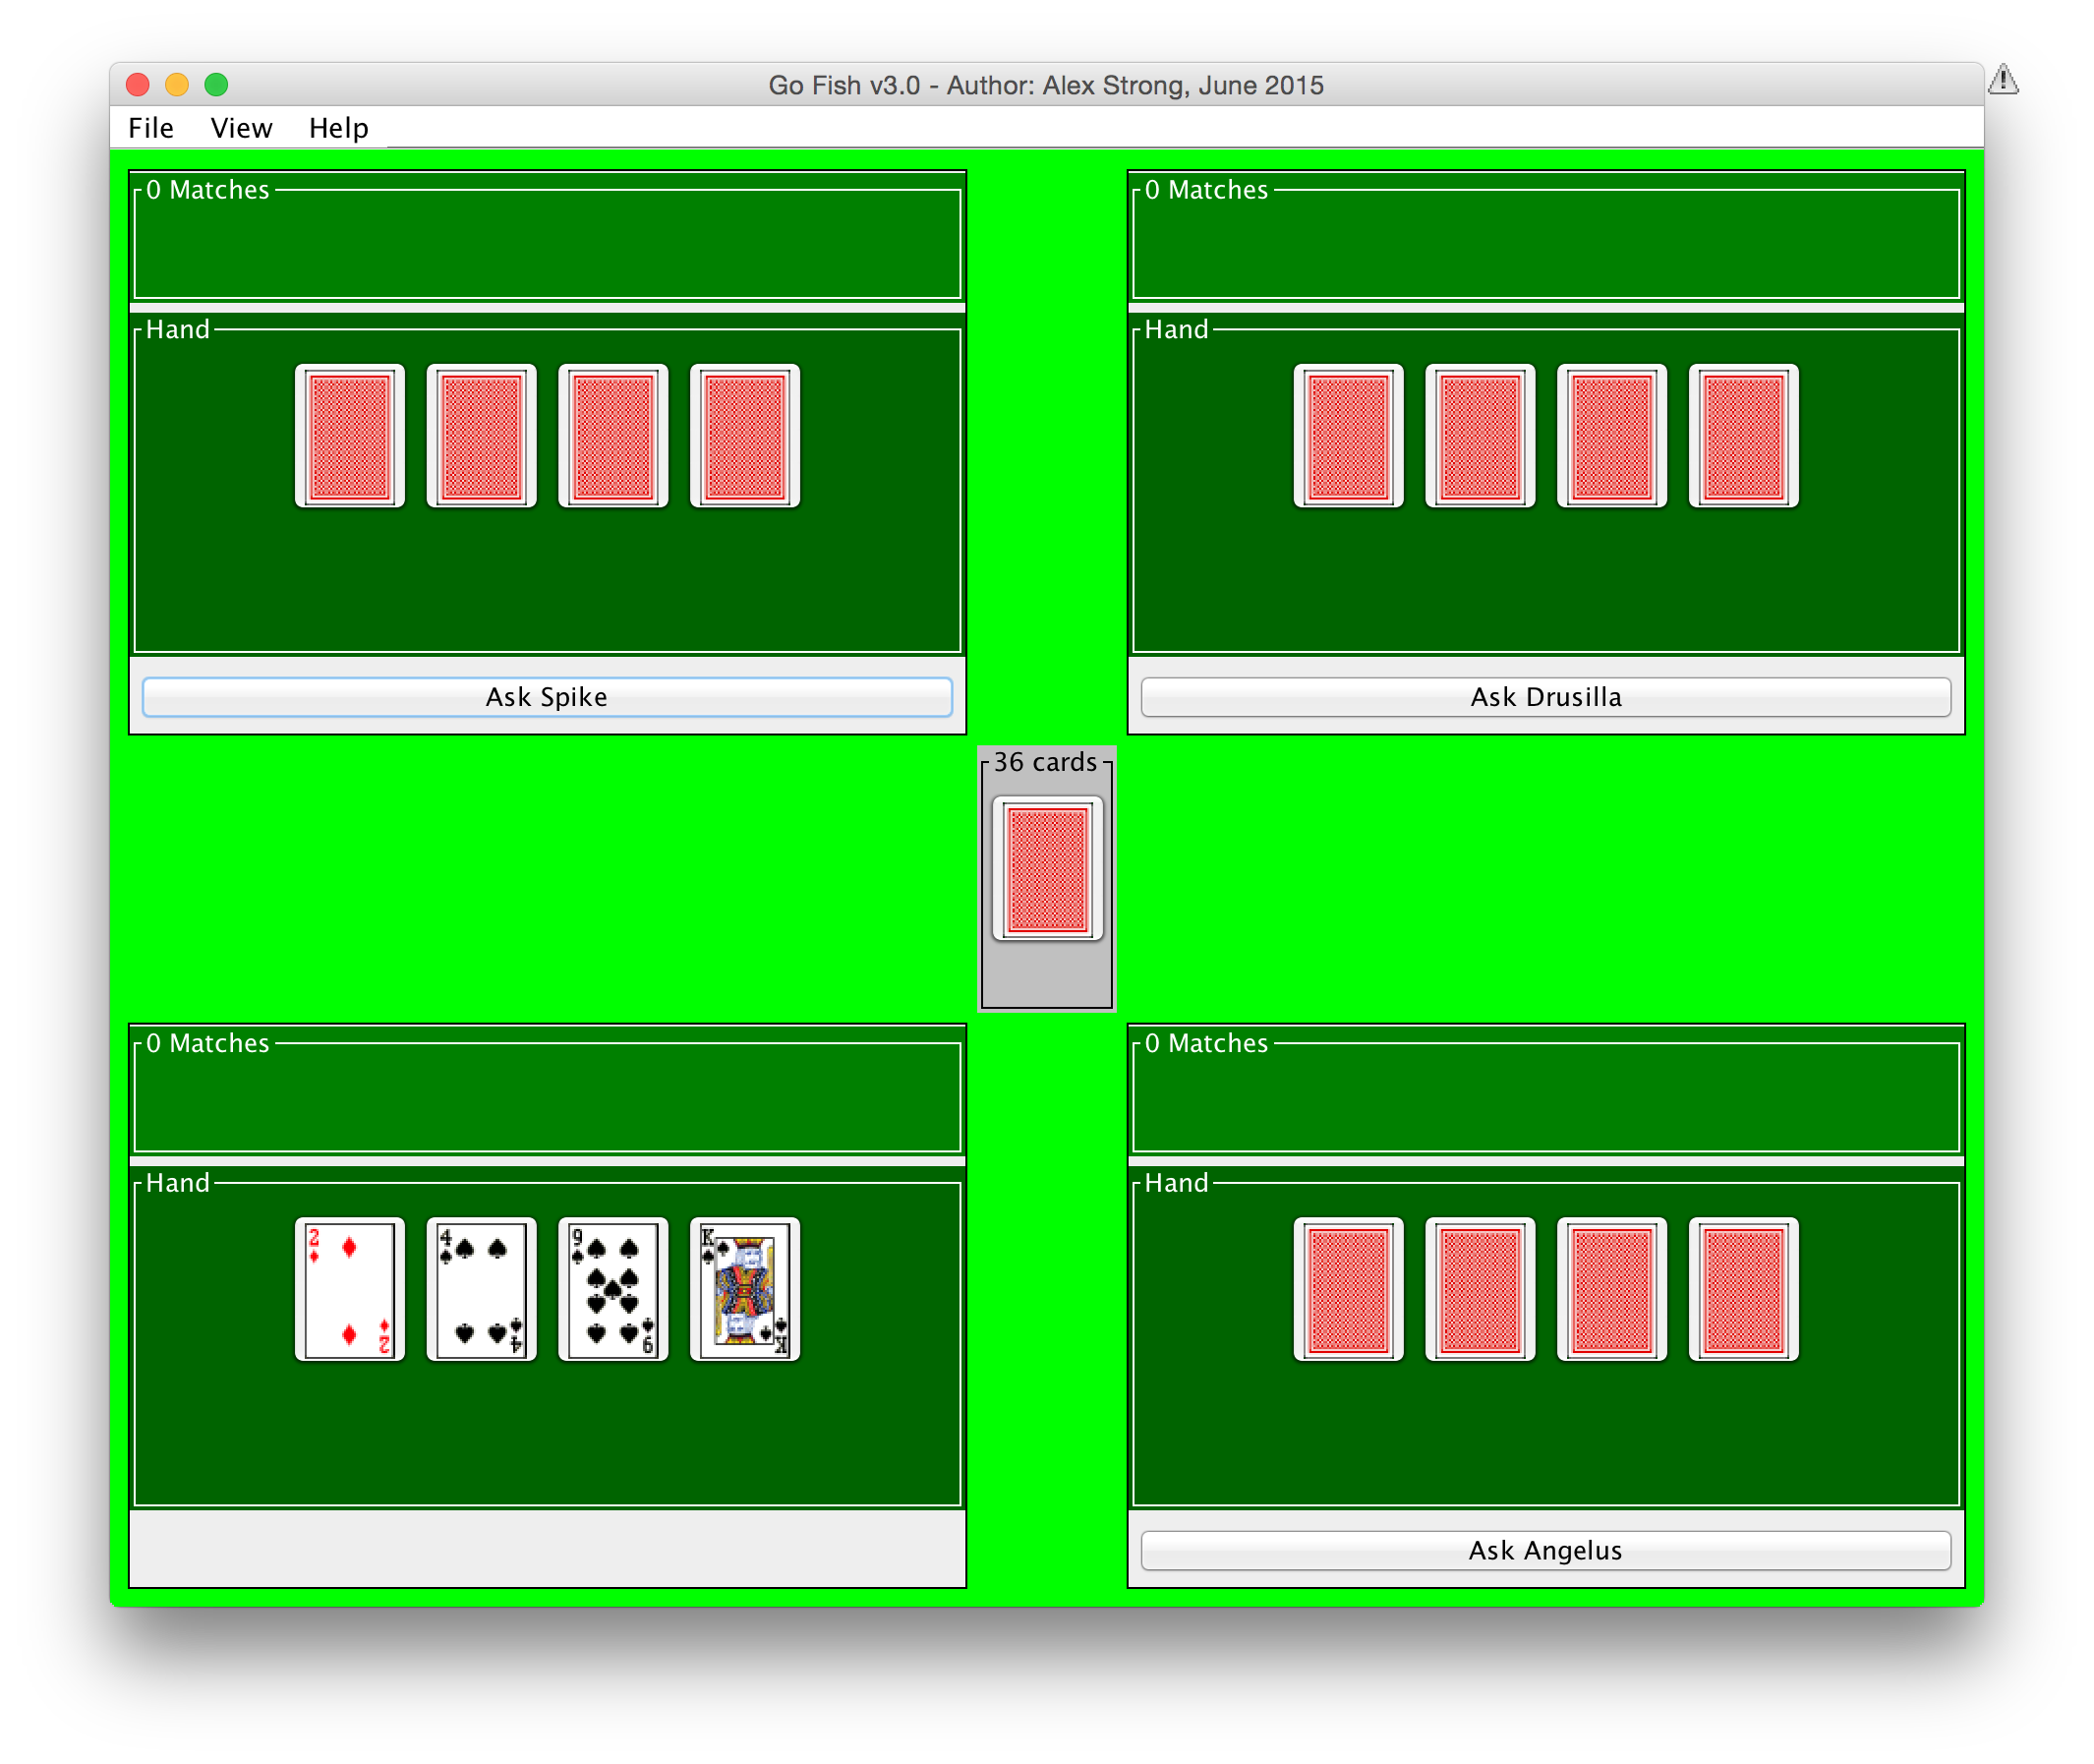 Go Fish v3.0 - Author: Alex Strong, June 2015
File View Help
0 Matches
0 Matches
Hand
Hand
Ask Spike
Ask Drusilla
36 cards
0 Matches
0 Matches
Hand
2 4 9 K
2 4 9 K
Hand
Ask Angelus